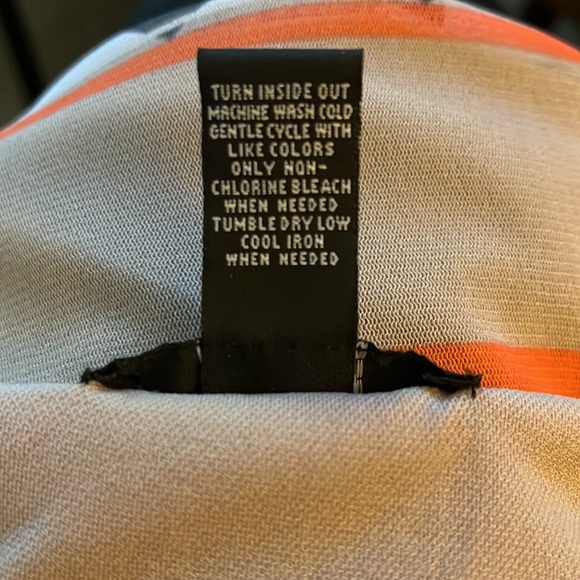 TURN INSIDE OUT
MACHINE WASH COLD
GENTLE CYCLE WITH
LIKE COLORS
ONLY NON-
CHLORINE BLEACH
WHEN NEEDED
TUMBLE DRY LOW
COOL IRON
WHEN NEEDED